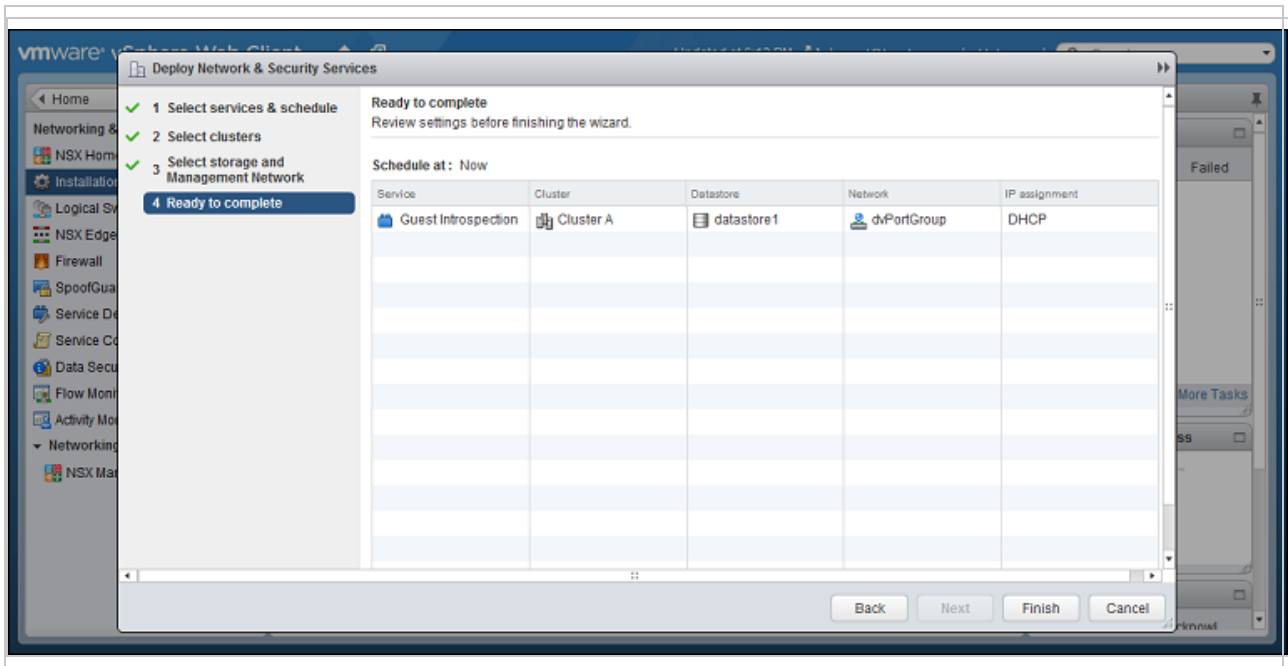 vmware®
Deploy Network & Security Services
Home
Networking &
NSX Hom
Installation
Logical Sw
NSX Edge
Firewall
SpoofGua
Service De
Service Co
Data Secu
Flow Moni
Activity Mo
Networking
NSX Mar
1 Select services & schedule
2 Select clusters
3 Select storage and
Management Network
4 Ready to complete
Ready to complete
Review settings before finishing the wizard.
Schedule at: Now
Service Cluster Datastore Network IP assignment
Guest Introspection Cluster A datastore1 dvPortGroup DHCP
Back Next Finish Cancel
Failed
More Tasks
ss